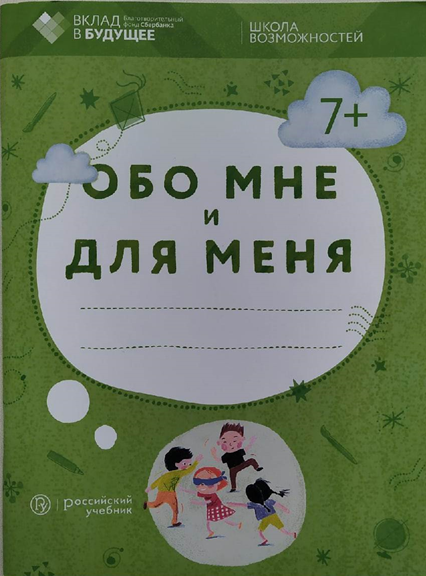 ВКЛАД
В БУДУЩЕЕ
Благотворительный
фонд Сбербанка
ШКОЛА
ВОЗМОЖНОСТЕЙ
7+
ОБО МНЕ
И
ДЛЯ МЕНЯ
российский
учебник